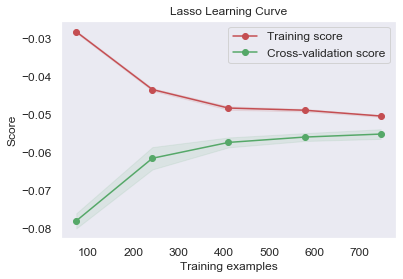 Lasso Learning Curve
Training score
Cross-validation score
−0.03
−0.04
−0.05
−0.06
−0.07
−0.08
Score
100 200 300 400 500 600 700
Training examples